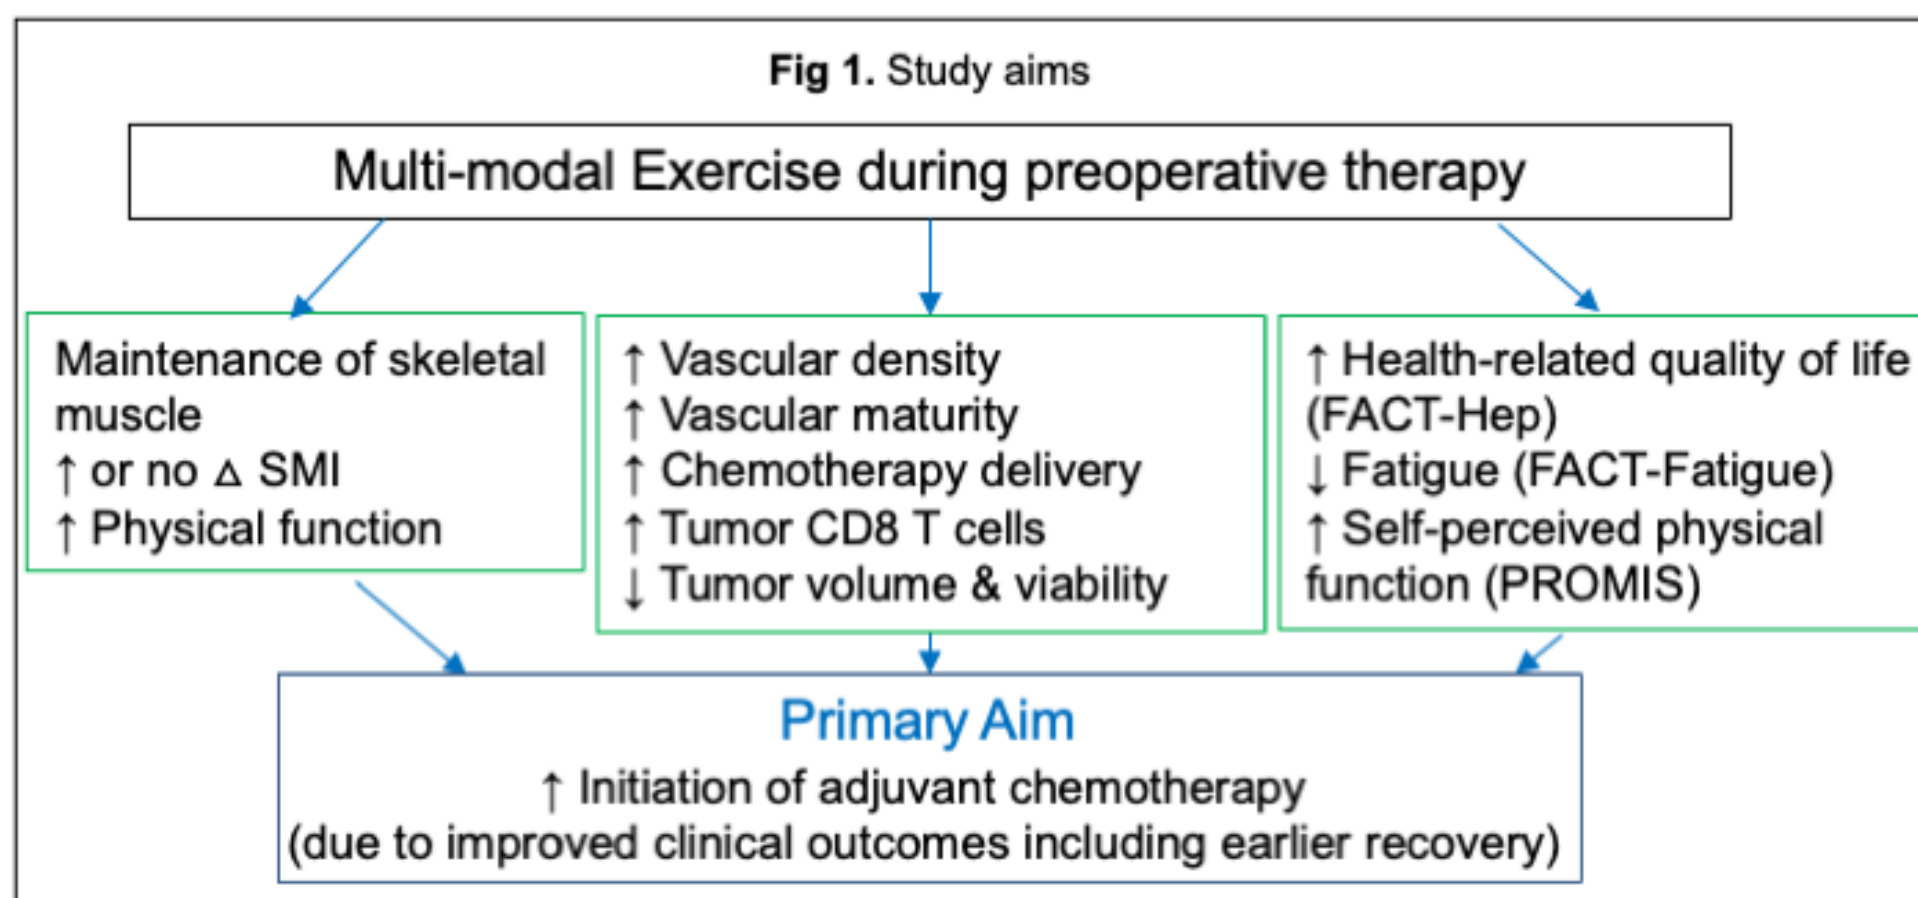 Fig 1. Study aims
Multi-modal Exercise during preoperative therapy
Maintenance of skeletal
muscle
↑ or no △ SMI
↑ Physical function
↑ Vascular density
↑ Vascular maturity
↑ Chemotherapy delivery
↑ Tumor CD8 T cells
↓ Tumor volume & viability
↑ Health-related quality of life
(FACT-Hep)
↓ Fatigue (FACT-Fatigue)
↑ Self-perceived physical
function (PROMIS)
Primary Aim
↑ Initiation of adjuvant chemotherapy
(due to improved clinical outcomes including earlier recovery)